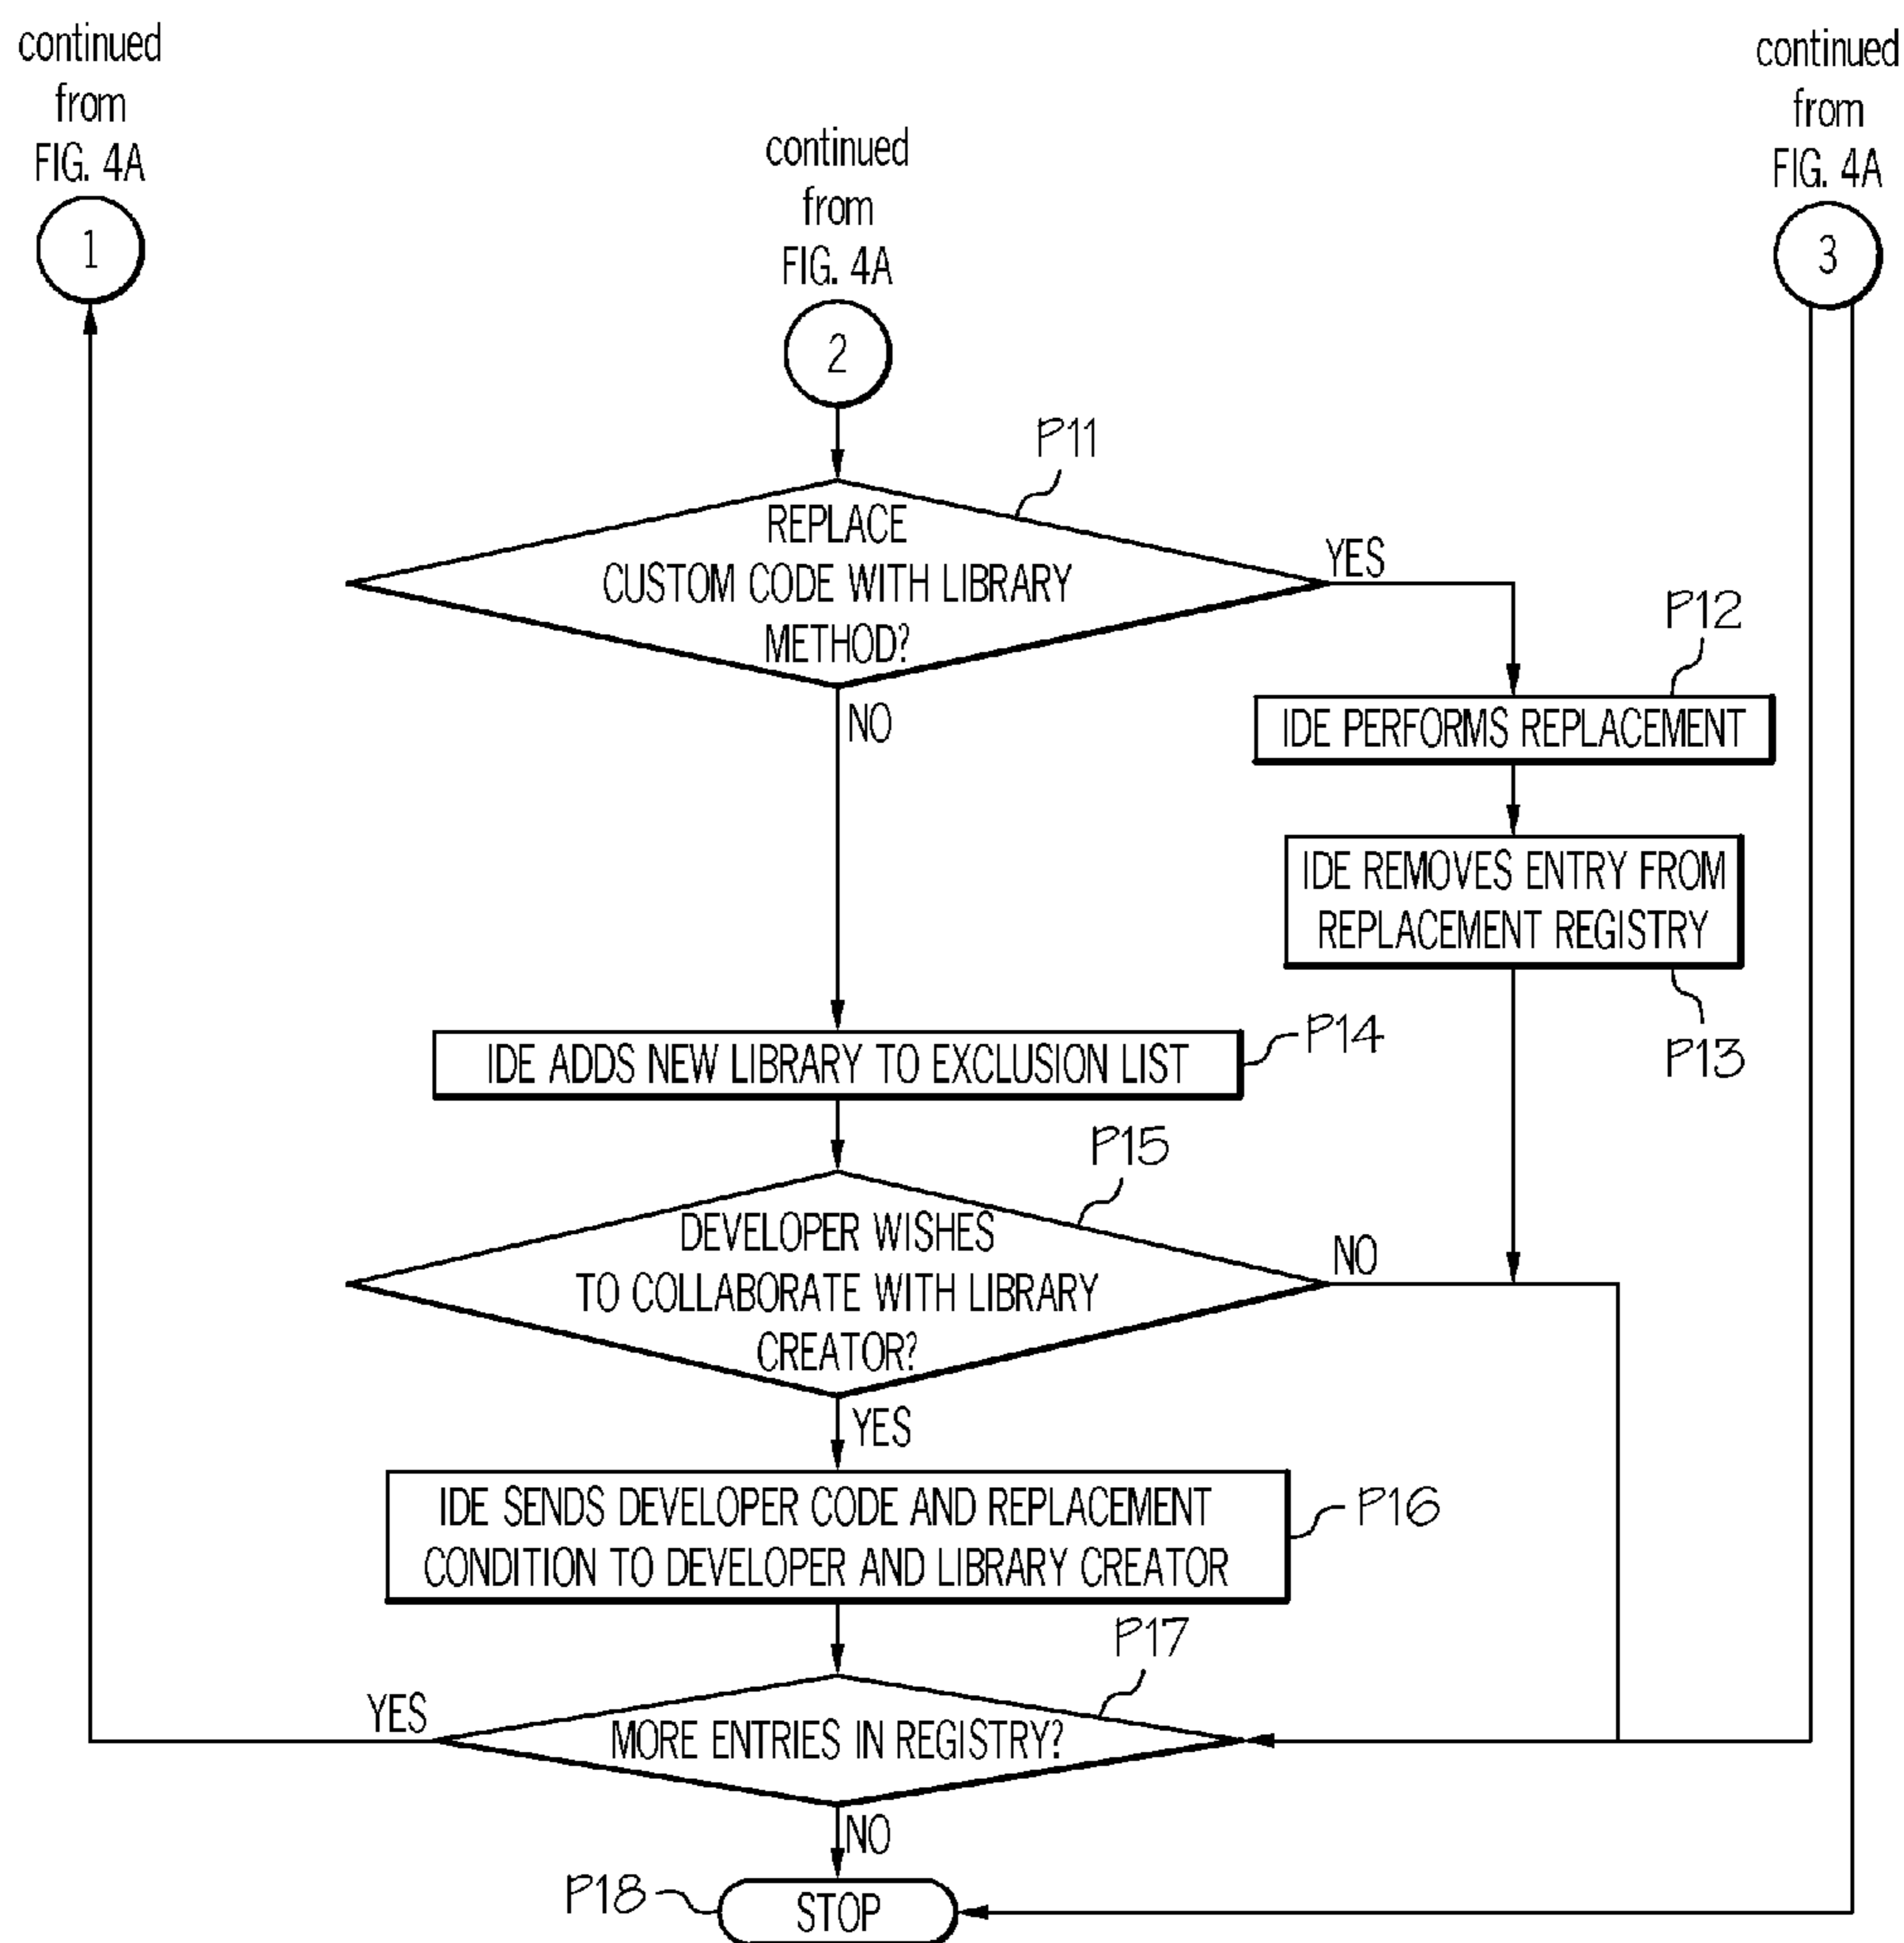 continued
from
FIG. 4A
1
continued
from
FIG. 4A
2
continued
from
FIG. 4A
3
P11
REPLACE
CUSTOM CODE WITH LIBRARY
METHOD?
YES
NO
P12
IDE PERFORMS REPLACEMENT
IDE REMOVES ENTRY FROM
REPLACEMENT REGISTRY
P13
IDE ADDS NEW LIBRARY TO EXCLUSION LIST
P14
P15
DEVELOPER WISHES
TO COLLABORATE WITH LIBRARY
CREATOR?
NO
YES
IDE SENDS DEVELOPER CODE AND REPLACEMENT
CONDITION TO DEVELOPER AND LIBRARY CREATOR
P16
P17
YES
MORE ENTRIES IN REGISTRY?
NO
P18
STOP